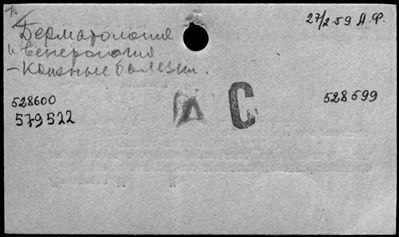 Дерматология
и венерология
- Кожные болезни.
27/2 59 А.Ф.
528600
579522
528599
А С